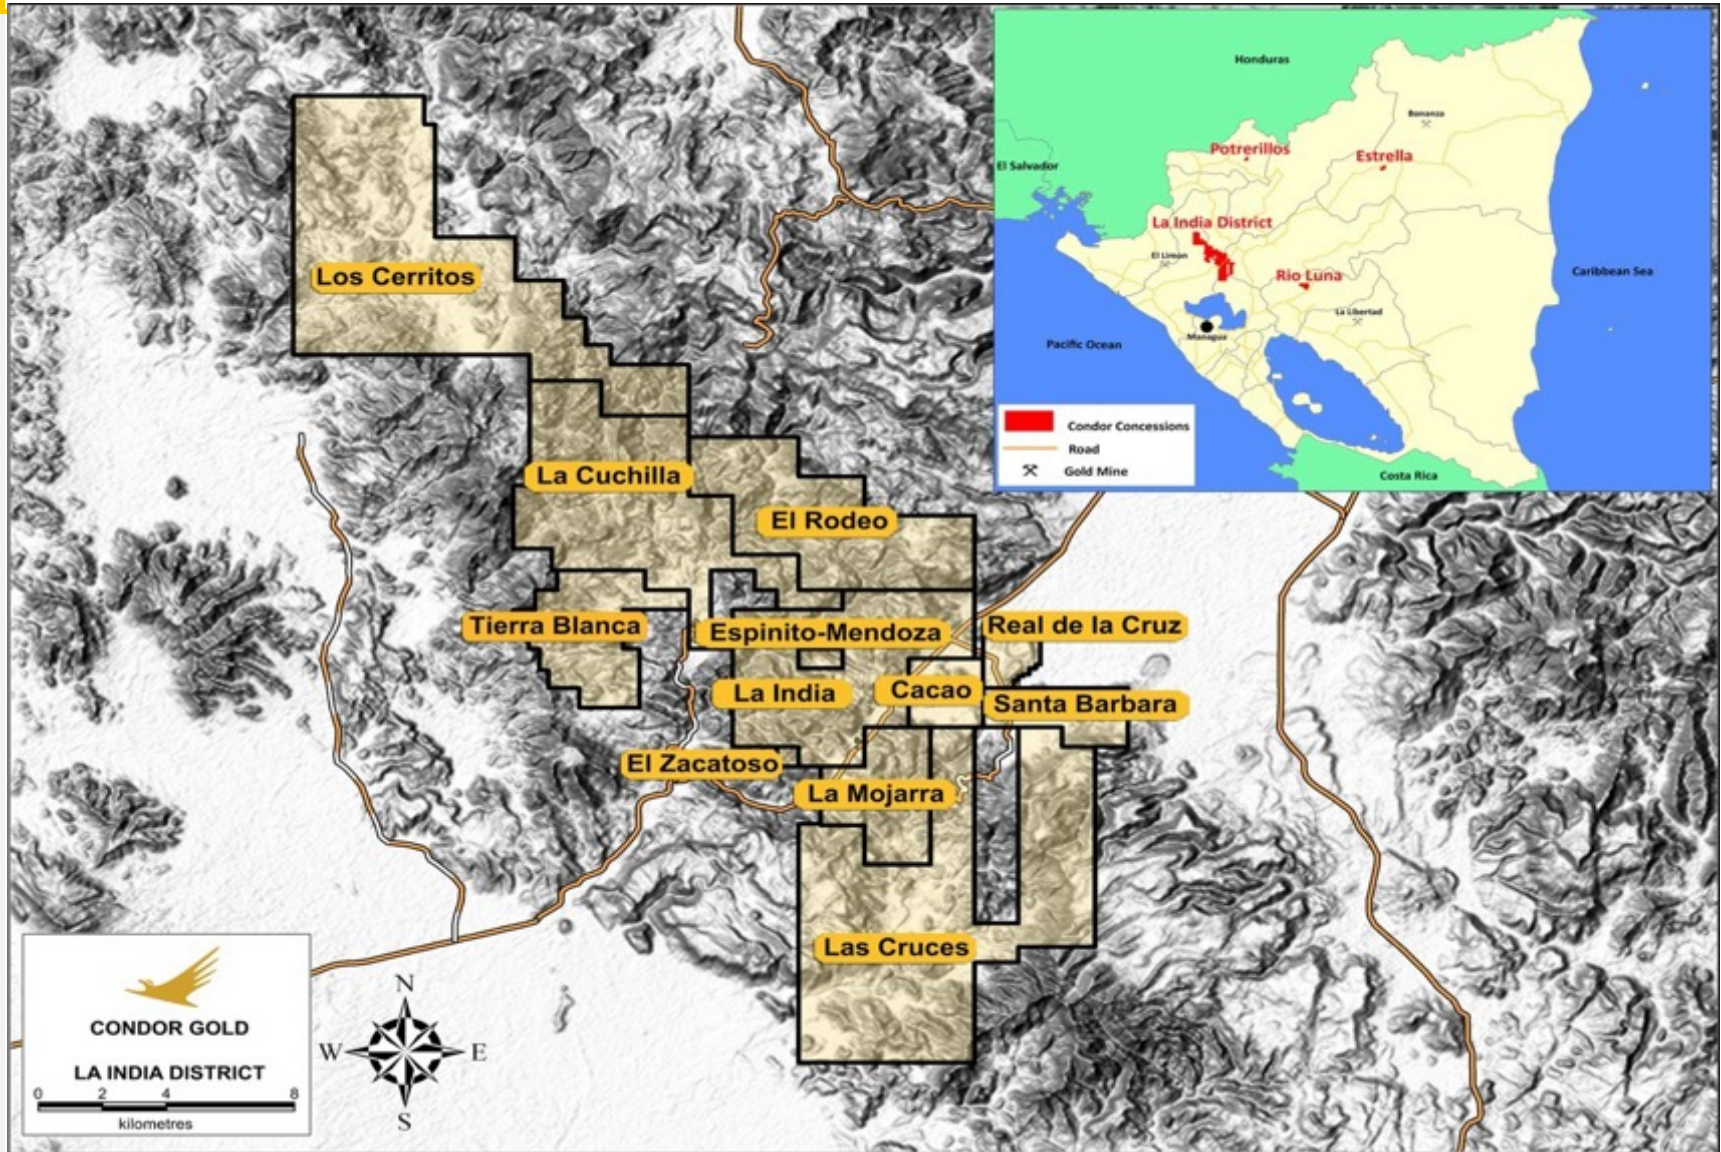 Honduras
Bonanza
Potrerillos
Estrella
El Salvador
La India District
El Limon
Rio Luna
Caribbean Sea
La Libertad
Managua
Pacific Ocean
Condor Concessions
Road
Gold Mine
Costa Rica
Los Cerritos
La Cuchilla
El Rodeo
Tierra Blanca
Espinito-Mendoza
Real de la Cruz
La India
Cacao
Santa Barbara
El Zacatoso
La Mojarra
Las Cruces
CONDOR GOLD
LA INDIA DISTRICT
0 2 4 8
kilometres
N
W E
S